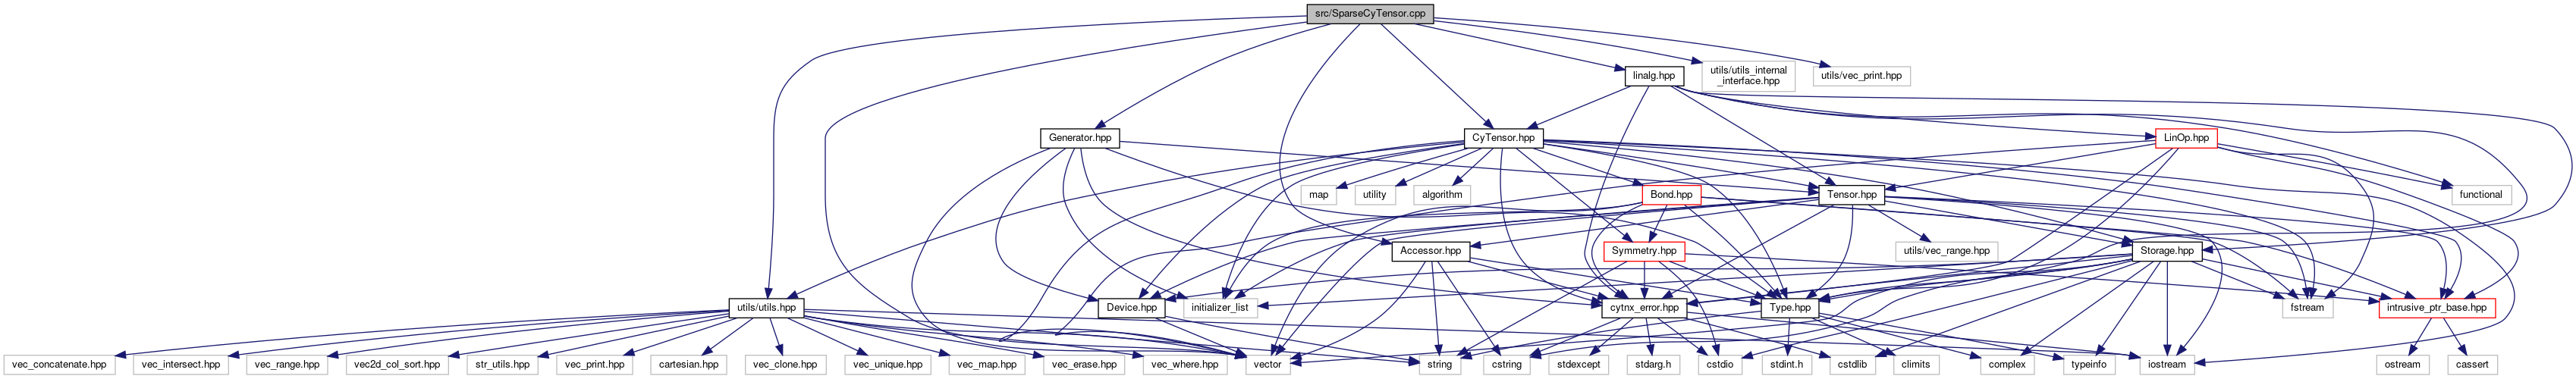 src/SparseCyTensor.cpp
linalg.hpp
utils/utils_internal
_interface.hpp
utils/vec_print.hpp
Generator.hpp
CyTensor.hpp
LinOp.hpp
map
utility
algorithm
Bond.hpp
Tensor.hpp
functional
Accessor.hpp
Symmetry.hpp
utils/vec_range.hpp
Storage.hpp
utils/utils.hpp
Device.hpp
initializer_list
cytnx_error.hpp
Type.hpp
fstream
intrusive_ptr_base.hpp
vec_concatenate.hpp
vec_intersect.hpp
vec_range.hpp
vec2d_col_sort.hpp
str_utils.hpp
vec_print.hpp
cartesian.hpp
vec_clone.hpp
vec_unique.hpp
vec_map.hpp
vec_erase.hpp
vec_where.hpp
vector
string
cstring
stdexcept
stdarg.h
cstdio
stdint.h
cstdlib
climits
complex
typeinfo
iostream
ostream
cassert